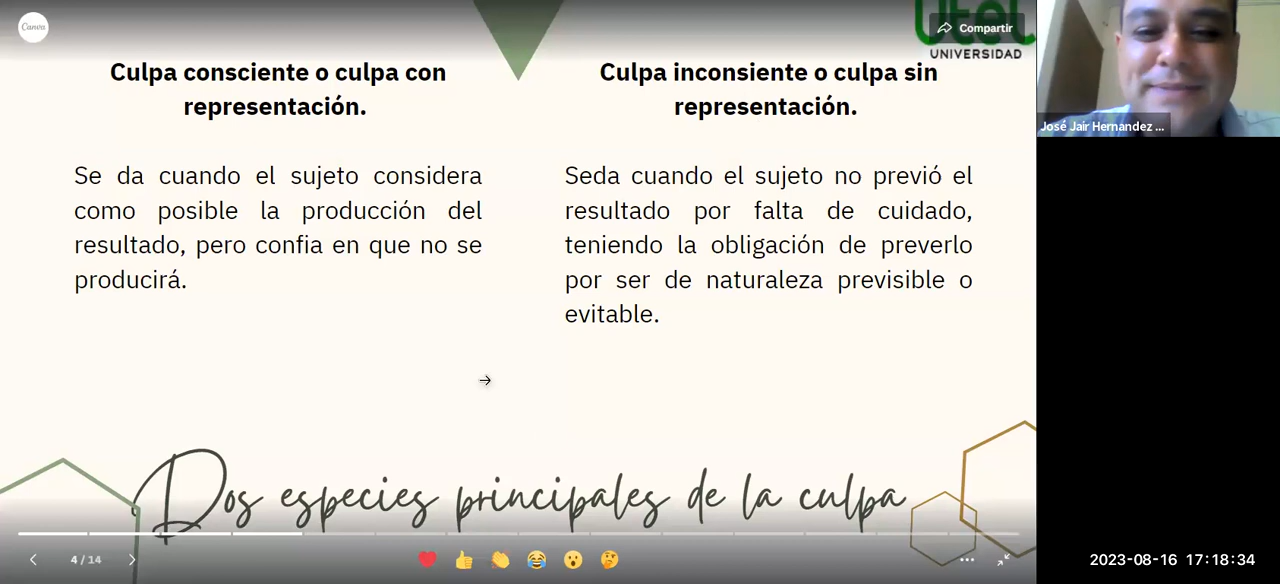 Canva
Utel
UNIVERSIDAD
Compartir
Culpa consciente o culpa con
representación.
Se da cuando el sujeto considera
como posible la producción del
resultado, pero confia en que no se
producirá.
Culpa inconsiente o culpa sin
representación.
Seda cuando el sujeto no previó el
resultado por falta de cuidado,
teniendo la obligación de preverlo
por ser de naturaleza previsible o
evitable.
Dos especies principales de la culpa
4 / 14
José Jair Hernandez ...
2023-08-16 17:18:34